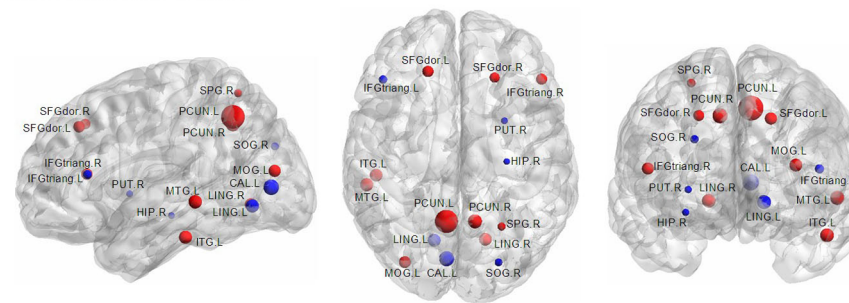 SPG.R
SFGdor.R
SFGdor.L
PCUN.L
PCUN.R
SOG.R
IFGtriang.R
IFGtriang.L
MOG.L
CAL.L
PUT.R
MTG.L
LING.R
LING.L
HIP.R
ITG.L
SFGdor.L
SFGdor.R
IFGtriang.L
IFGtriang.R
PUT.R
HIP.R
ITG.L
MTG.L
PCUN.L
PCUN.R
SPG.R
LING.L
LING.R
MOG.L
CAL.L
SOG.R
SPG.R
PCUN.L
SFGdor.R
PCUN.R
SFGdor.L
SOG.R
MOG.L
IFGtriang.R
CAL.L
IFGtriang
PUT.R
LING.R
LING.L
MTG.L
HIP.R
ITG.L